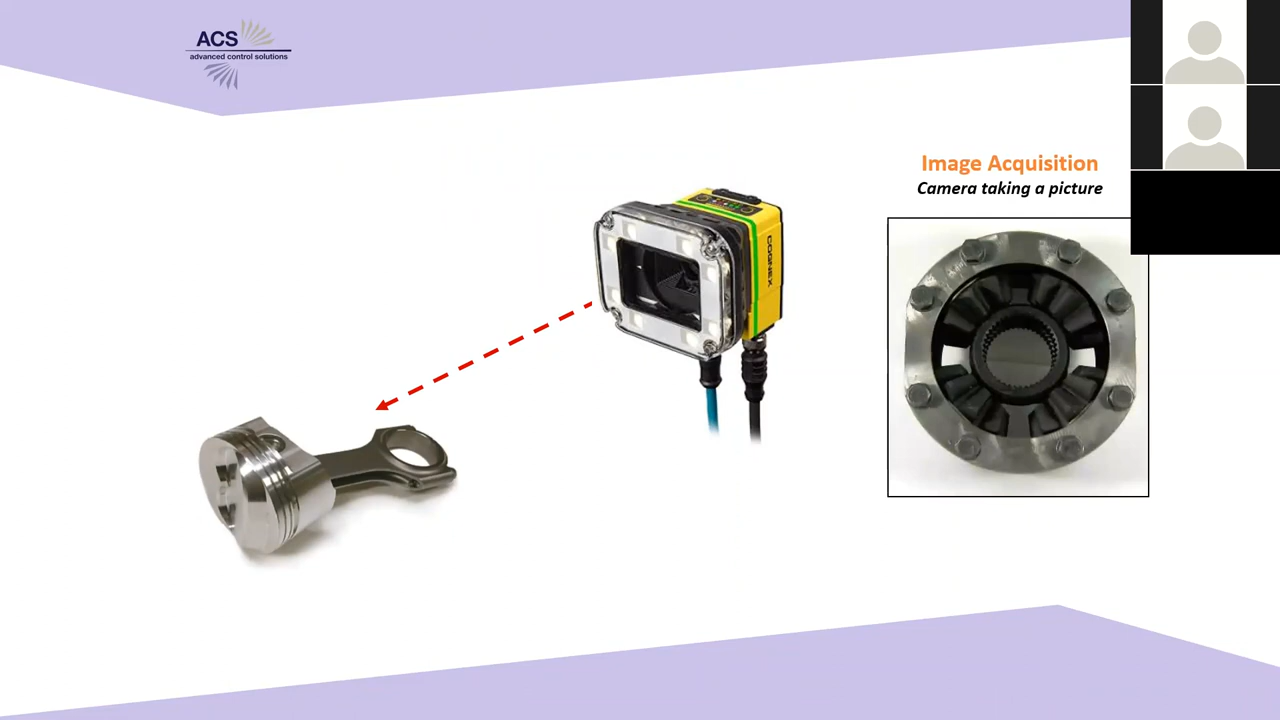 ACS
advanced control solutions
Image Acquisition
Camera taking a picture
COGNEX